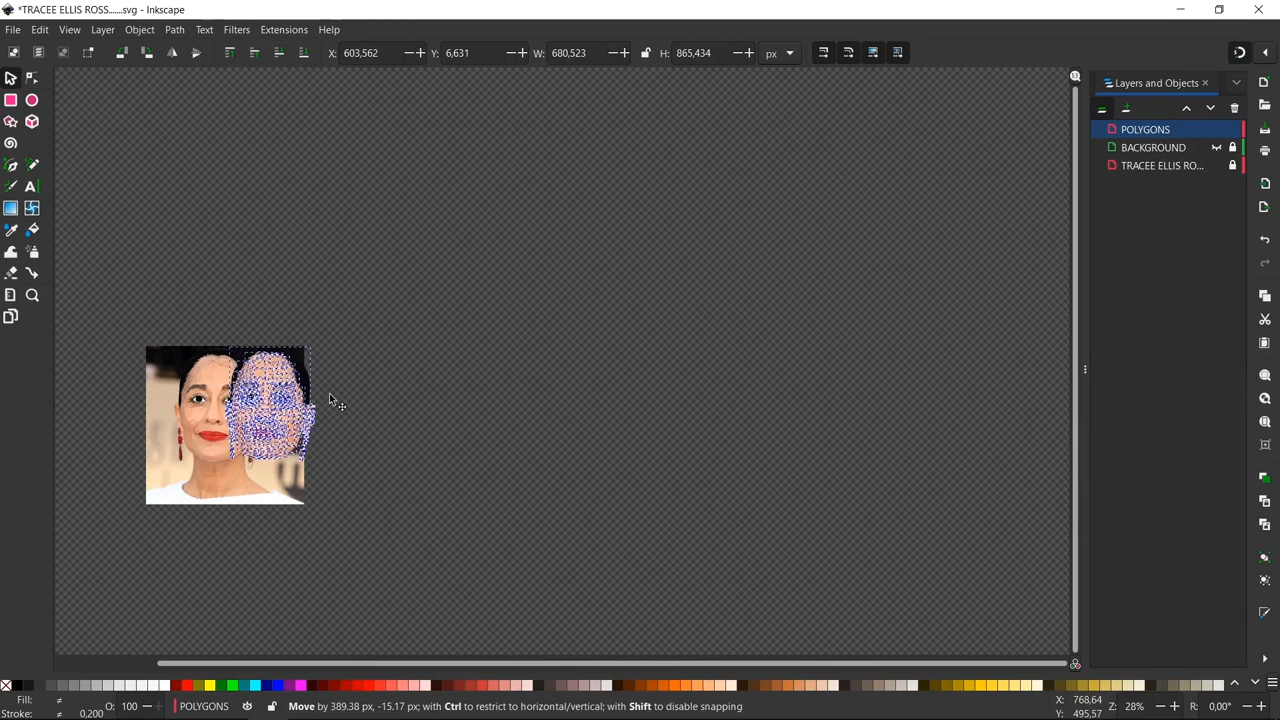 *TRACEE ELLIS ROSS.......svg - Inkscape
File Edit View Layer Object Path Text Filters Extensions Help
X: 603,562 Y: 6,631 W: 680,523 H: 865,434 px
Layers and Objects
POLYGONS
BACKGROUND
TRACEE ELLIS RO...
Fill: O: 100 POLYGONS Move by 389.38 px, -15.17 px; with Ctrl to restrict to horizontal/vertical; with Shift to disable snapping X: 768,64 Z: 28% R: 0,00°
Stroke: 0,200 Y: 495,57